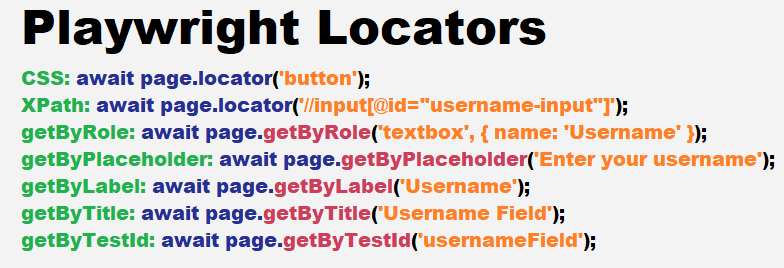 Playwright Locators
CSS: await page.locator('button');
XPath: await page.locator('//input[@id="username-input"]');
getByRole: await page.getByRole('textbox', { name: 'Username' });
getByPlaceholder: await page.getByPlaceholder('Enter your username');
getByLabel: await page.getByLabel('Username');
getByTitle: await page.getByTitle('Username Field');
getByTestId: await page.getByTestId('usernameField');